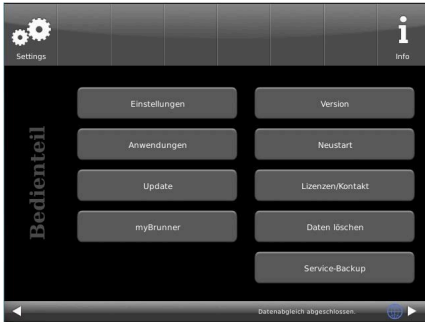 Settings
Info
Bedienteil
Einstellungen
Version
Anwendungen
Neustart
Update
Lizenzen/Kontakt
myBrunner
Daten löschen
Service-Backup
Datenabgleich abgeschlossen.